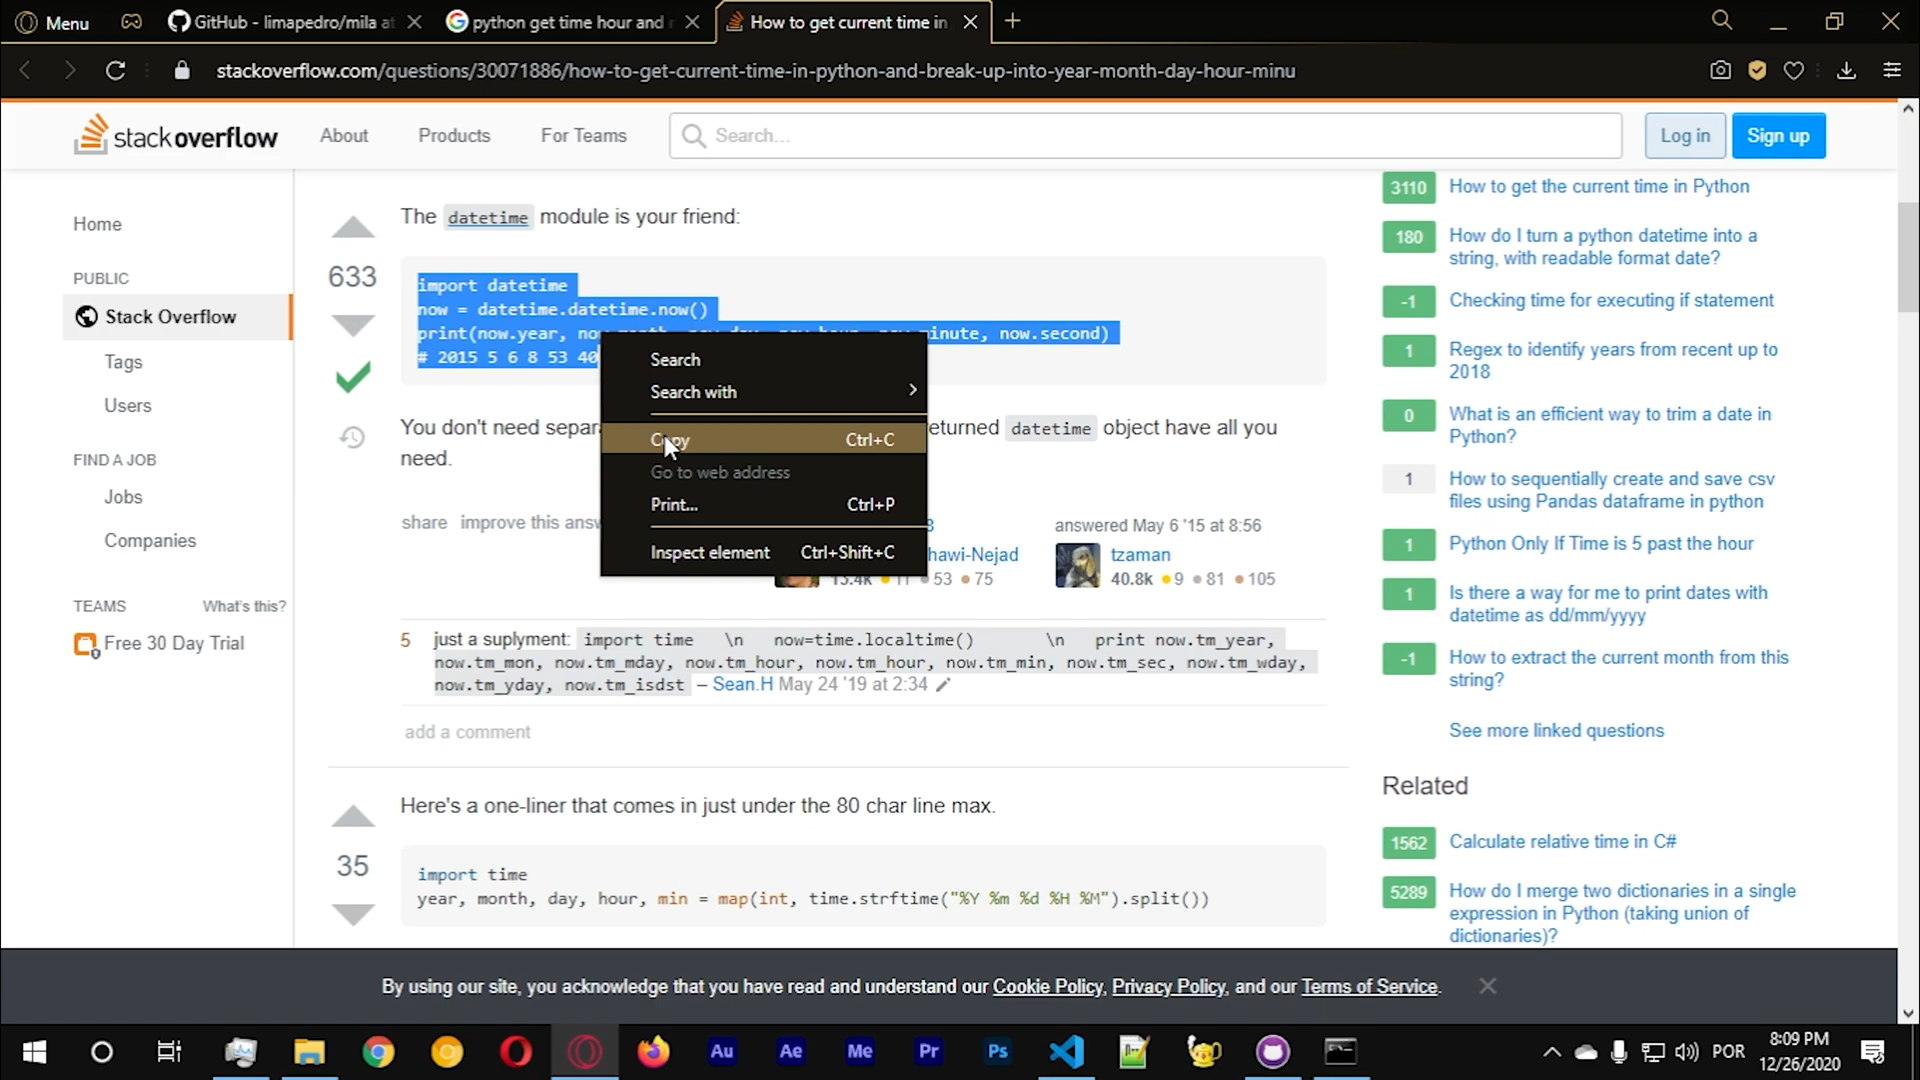 Menu
GitHub - limapedro/mila at
python get time hour and
How to get current time in
stackoverflow.com/questions/30071886/how-to-get-current-time-in-python-and-break-up-into-year-month-day-hour-minu
stackoverflow
About
Products
For Teams
Search...
Log in
Sign up
Home
PUBLIC
Stack Overflow
Tags
Users
FIND A JOB
Jobs
Companies
TEAMS
What's this?
Free 30 Day Trial
The datetime module is your friend:
633
import datetime
now = datetime.datetime.now()
print(now.year, now.month, now.day, now.hour, now.minute, now.second)
# 2015 5 6 8 53 40
Search
Search with
Copy Ctrl+C
Go to web address
Print... Ctrl+P
Inspect element Ctrl+Shift+C
You don't need separ
eturned datetime object have all you
need.
share improve this answ
hawi-Nejad
13.4k 11 53 75
answered May 6 '15 at 8:56
tzaman
40.8k 9 81 105
5 just a suplyment: import time \n now=time.localtime() \n print now.tm_year,
now.tm_mon, now.tm_mday, now.tm_hour, now.tm_hour, now.tm_min, now.tm_sec, now.tm_wday,
now.tm_yday, now.tm_isdst – Sean.H May 24 '19 at 2:34
add a comment
Here's a one-liner that comes in just under the 80 char line max.
35
import time
year, month, day, hour, min = map(int, time.strftime("%Y %m %d %H %M").split())
3110 How to get the current time in Python
180 How do I turn a python datetime into a
string, with readable format date?
-1 Checking time for executing if statement
1 Regex to identify years from recent up to
2018
0 What is an efficient way to trim a date in
Python?
1 How to sequentially create and save csv
files using Pandas dataframe in python
1 Python Only If Time is 5 past the hour
1 Is there a way for me to print dates with
datetime as dd/mm/yyyy
-1 How to extract the current month from this
string?
See more linked questions
Related
1562 Calculate relative time in C#
5289 How do I merge two dictionaries in a single
expression in Python (taking union of
dictionaries)?
By using our site, you acknowledge that you have read and understand our Cookie Policy, Privacy Policy, and our Terms of Service.
Au
Ae
Me
Pr
Ps
POR
8:09 PM
12/26/2020